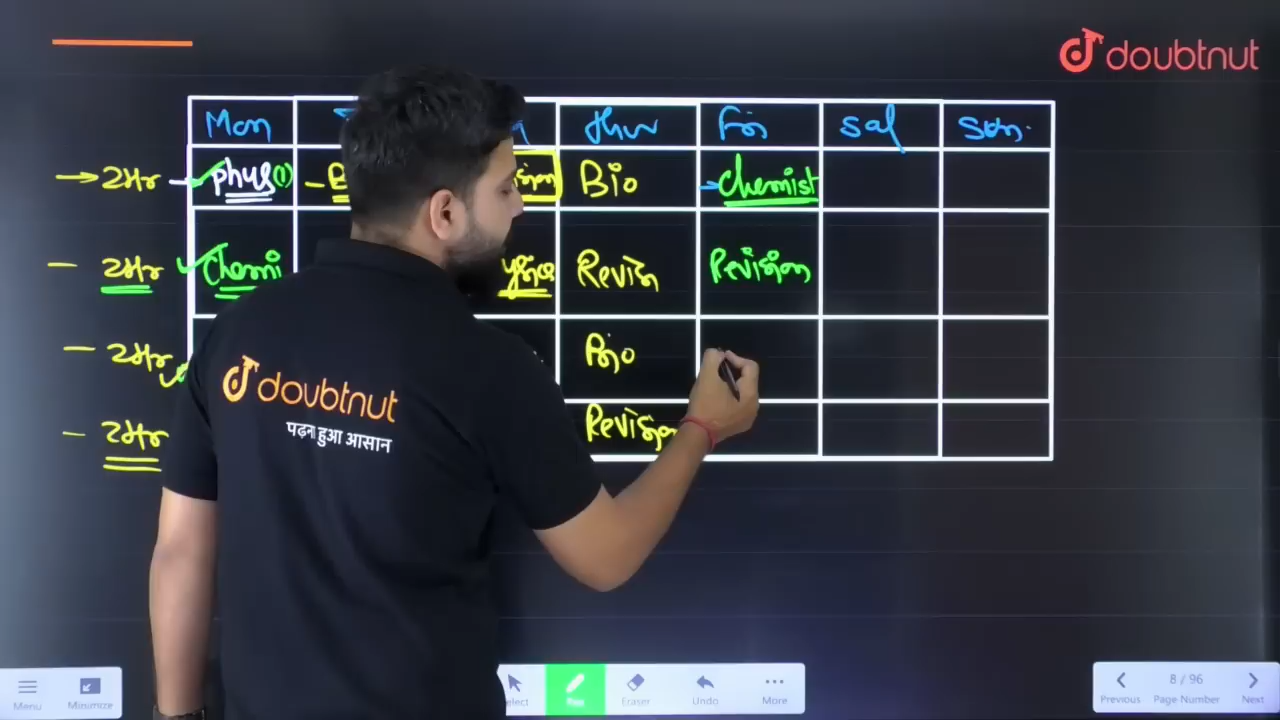 doubtnut
Mon Thur Fri Sat Sun.
2Hr Phys (1) Bio Chemist
2Hr Chemi Revisn Revision
2Hr Bio
2Hr Revision
doubtnut
पढ़ना हुआ आसान
Menu Minimize Pen Eraser Undo More
8 / 96
Previous Page Number Next